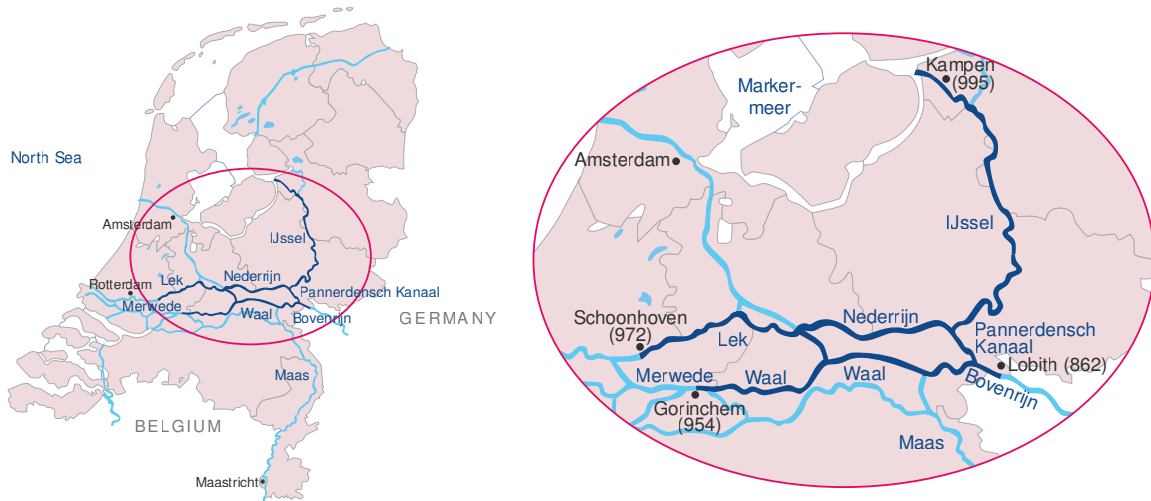 North Sea
Amsterdam
IJssel
Rotterdam
Lek
Nederrijn
Pannerdensch Kanaal
Merwede
Waal
Bovenrijn
GERMANY
Maas
BELGIUM
Maastricht
Kampen
(995)
Marker-
meer
Amsterdam
IJssel
Schoonhoven
(972)
Nederrijn
Lek
Pannerdensch
Kanaal
Lobith (862)
Merwede
Waal
Waal
Bovenrijn
Gorinchem
(954)
Maas